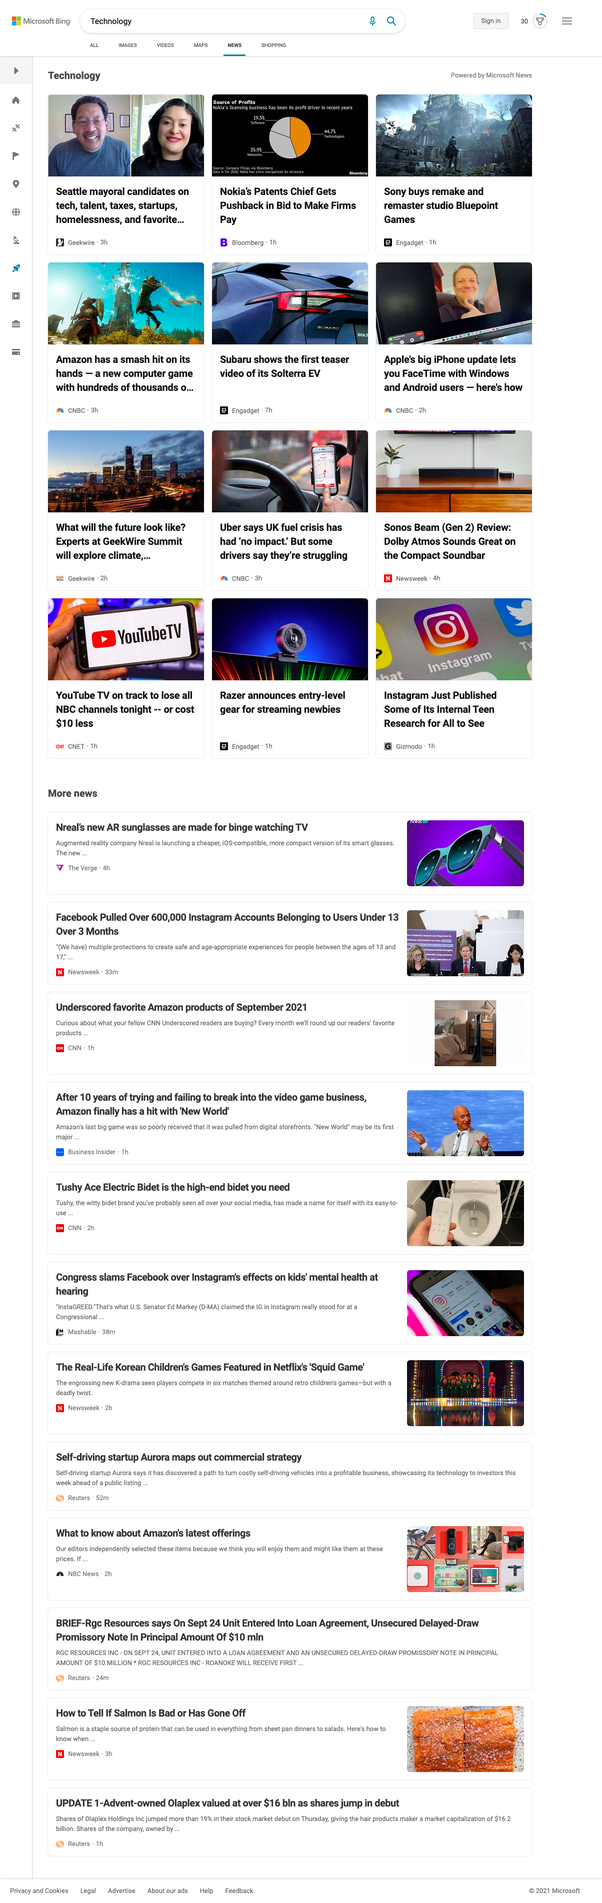 Microsoft Bing
Technology
Sign in
30
ALL IMAGES VIDEOS MAPS NEWS SHOPPING
Technology
Powered by Microsoft News
Seattle mayoral candidates on
tech, talent, taxes, startups,
homelessness, and favorite...
Geekwire · 3h
Source of Profits
Nokia's licensing business has been its profit driver in recent years
19.5%
Software
44.7%
Technologies
35.9%
Networks
Bloomberg
Nokia's Patents Chief Gets
Pushback in Bid to Make Firms
Pay
Bloomberg · 1h
Sony buys remake and
remaster studio Bluepoint
Games
Engadget · 1h
Amazon has a smash hit on its
hands — a new computer game
with hundreds of thousands o...
CNBC · 3h
SUBARU
Subaru shows the first teaser
video of its Solterra EV
Engadget · 7h
Apple's big iPhone update lets
you FaceTime with Windows
and Android users — here's how
CNBC · 2h
What will the future look like?
Experts at GeekWire Summit
will explore climate,...
Geekwire · 2h
Uber says UK fuel crisis has
had 'no impact.' But some
drivers say they're struggling
CNBC · 3h
Sonos Beam (Gen 2) Review:
Dolby Atmos Sounds Great on
the Compact Soundbar
Newsweek · 4h
YouTubeTV
YouTube TV on track to lose all
NBC channels tonight -- or cost
$10 less
CNET · 1h
Razer announces entry-level
gear for streaming newbies
Engadget · 1h
Instagram
Instagram Just Published
Some of Its Internal Teen
Research for All to See
Gizmodo · 1h
More news
Nreal's new AR sunglasses are made for binge watching TV
Augmented reality company Nreal is launching a cheaper, iOS-compatible, more compact version of its smart glasses.
The new ...
The Verge · 4h
Facebook Pulled Over 600,000 Instagram Accounts Belonging to Users Under 13
Over 3 Months
"(We have) multiple protections to create safe and age-appropriate experiences for people between the ages of 13 and
17," ...
Newsweek · 33m
Underscored favorite Amazon products of September 2021
Curious about what your fellow CNN Underscored readers are buying? Every month we'll round up our readers' favorite
products ...
CNN · 1h
After 10 years of trying and failing to break into the video game business,
Amazon finally has a hit with 'New World'
Amazon's last big game was so poorly received that it was pulled from digital storefronts. "New World" may be its first
major ...
Business Insider · 1h
Tushy Ace Electric Bidet is the high-end bidet you need
Tushy, the witty bidet brand you've probably seen all over your social media, has made a name for itself with its easy-to-
use ...
CNN · 2h
Congress slams Facebook over Instagram's effects on kids' mental health at
hearing
"InstaGREED."That's what U.S. Senator Ed Markey (D-MA) claimed the IG in Instagram really stood for at a
Congressional ...
Mashable · 38m
The Real-Life Korean Children's Games Featured in Netflix's 'Squid Game'
The engrossing new K-drama sees players compete in six matches themed around retro children's games—but with a
deadly twist.
Newsweek · 2h
Self-driving startup Aurora maps out commercial strategy
Self-driving startup Aurora says it has discovered a path to turn costly self-driving vehicles into a profitable business, showcasing its technology to investors this
week ahead of a public listing ...
Reuters · 52m
What to know about Amazon's latest offerings
Our editors independently selected these items because we think you will enjoy them and might like them at these
prices. If ...
NBC News · 2h
BRIEF-Rgc Resources says On Sept 24 Unit Entered Into Loan Agreement, Unsecured Delayed-Draw
Promissory Note In Principal Amount Of $10 mln
RGC RESOURCES INC - ON SEPT 24, UNIT ENTERED INTO A LOAN AGREEMENT AND AN UNSECURED DELAYED-DRAW PROMISSORY NOTE IN PRINCIPAL
AMOUNT OF $10 MILLION * RGC RESOURCES INC - ROANOKE WILL RECEIVE FIRST ...
Reuters · 24m
How to Tell If Salmon Is Bad or Has Gone Off
Salmon is a staple source of protein that can be used in everything from sheet pan dinners to salads. Here's how to
know when ...
Newsweek · 3h
UPDATE 1-Advent-owned Olaplex valued at over $16 bln as shares jump in debut
Shares of Olaplex Holdings Inc jumped more than 19% in their stock market debut on Thursday, giving the hair products maker a market capitalization of $16.2
billion. Shares of the company, owned by ...
Reuters · 1h
Privacy and Cookies Legal Advertise About our ads Help Feedback
© 2021 Microsoft